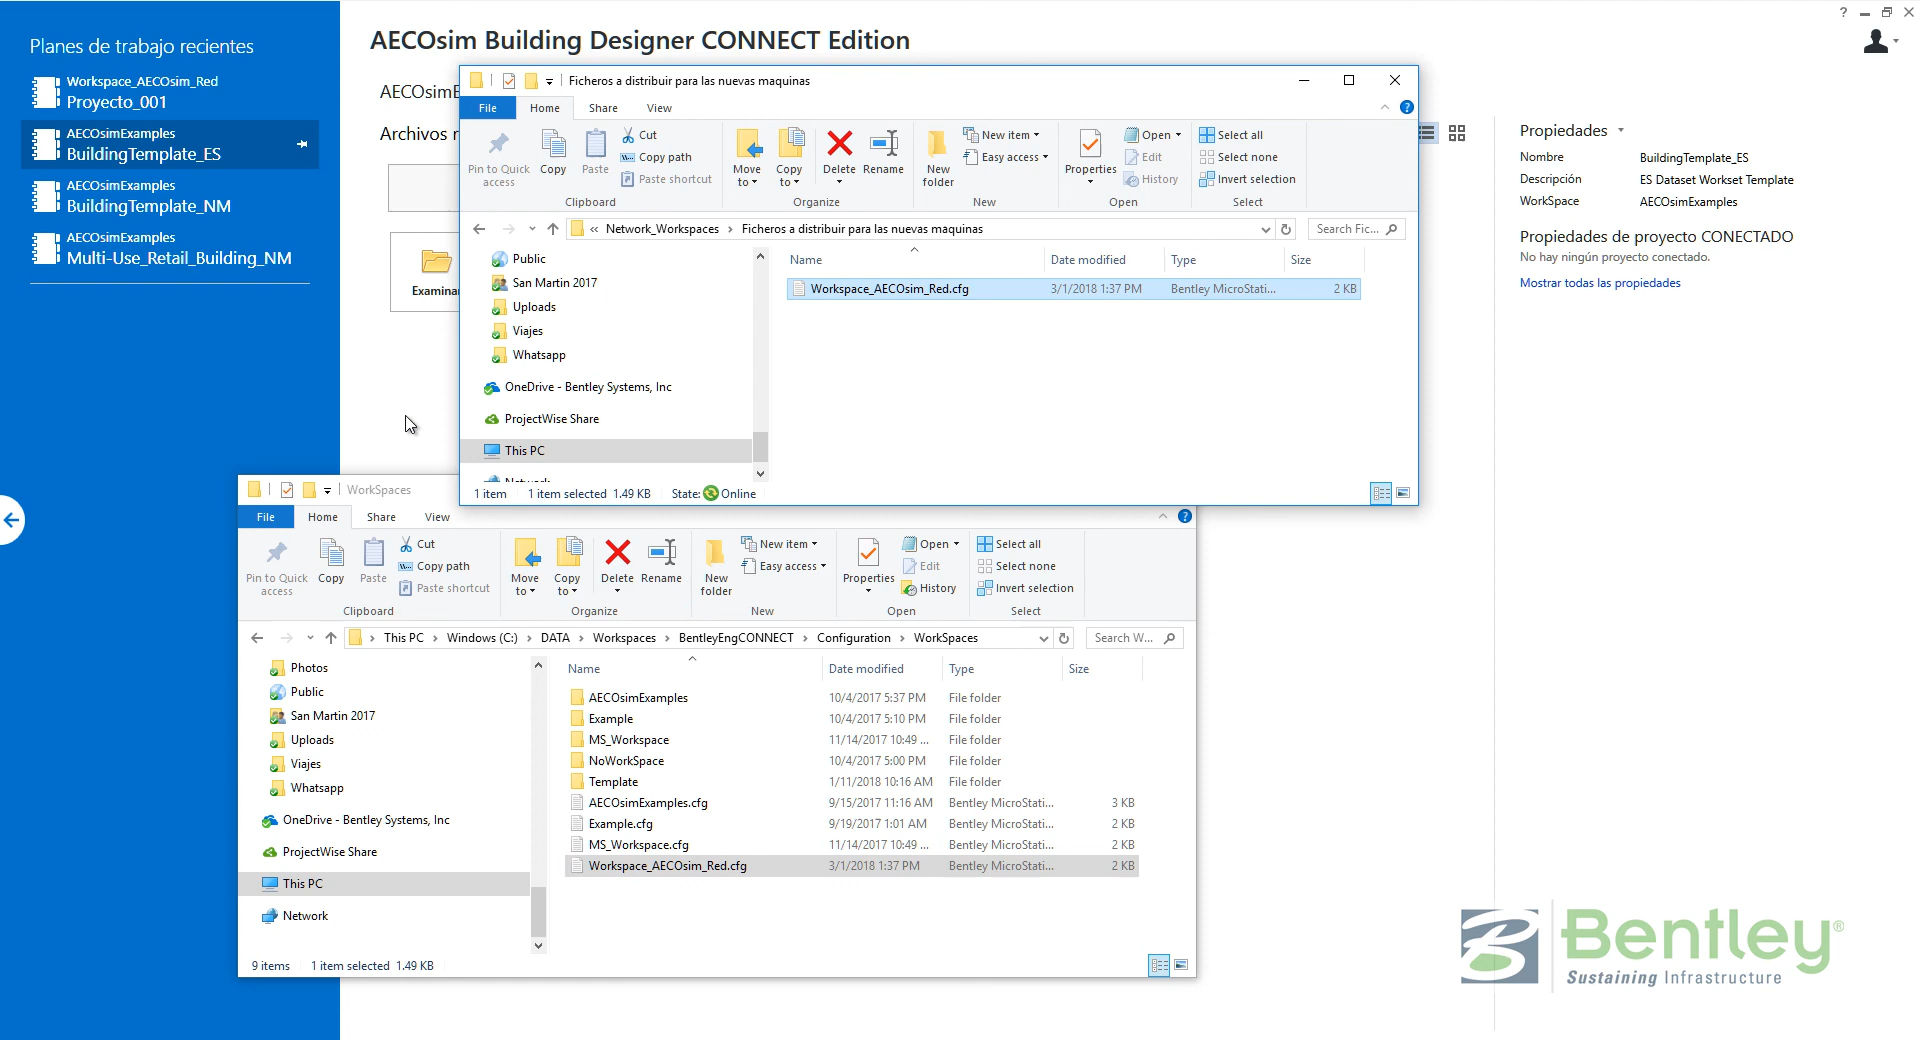 Planes de trabajo recientes
Workspace_AECOsim_Red
Proyecto_001
AECOsimExamples
BuildingTemplate_ES
AECOsimExamples
BuildingTemplate_NM
AECOsimExamples
Multi-Use_Retail_Building_NM
AECOsim Building Designer CONNECT Edition
?
AECOsimE
Archivos r
Examinar
Propiedades
Nombre BuildingTemplate_ES
Descripción ES Dataset Workset Template
WorkSpace AECOsimExamples
Propiedades de proyecto CONECTADO
No hay ningún proyecto conectado.
Mostrar todas las propiedades
Ficheros a distribuir para las nuevas maquinas
File Home Share View
Pin to Quick access
Copy
Paste
Cut
Copy path
Paste shortcut
Clipboard
Move to
Copy to
Delete
Rename
Organize
New folder
New item
Easy access
New
Properties
Open
Edit
History
Open
Select all
Select none
Invert selection
Select
« Network_Workspaces › Ficheros a distribuir para las nuevas maquinas
Search Fic...
Public
San Martin 2017
Uploads
Viajes
Whatsapp
OneDrive - Bentley Systems, Inc
ProjectWise Share
This PC
Network
Name Date modified Type Size
Workspace_AECOsim_Red.cfg 3/1/2018 1:37 PM Bentley MicroStati... 2 KB
1 item 1 item selected 1.49 KB State: Online
WorkSpaces
File Home Share View
Pin to Quick access
Copy
Paste
Cut
Copy path
Paste shortcut
Clipboard
Move to
Copy to
Delete
Rename
Organize
New folder
New item
Easy access
New
Properties
Open
Edit
History
Open
Select all
Select none
Invert selection
Select
› This PC › Windows (C:) › DATA › Workspaces › BentleyEngCONNECT › Configuration › WorkSpaces
Search W...
Photos
Public
San Martin 2017
Uploads
Viajes
Whatsapp
OneDrive - Bentley Systems, Inc
ProjectWise Share
This PC
Network
Name Date modified Type Size
AECOsimExamples 10/4/2017 5:37 PM File folder
Example 10/4/2017 5:10 PM File folder
MS_Workspace 11/14/2017 10:49 ... File folder
NoWorkSpace 10/4/2017 5:00 PM File folder
Template 1/11/2018 10:16 AM File folder
AECOsimExamples.cfg 9/15/2017 11:16 AM Bentley MicroStati... 3 KB
Example.cfg 9/19/2017 1:01 AM Bentley MicroStati... 2 KB
MS_Workspace.cfg 11/14/2017 10:49 ... Bentley MicroStati... 2 KB
Workspace_AECOsim_Red.cfg 3/1/2018 1:37 PM Bentley MicroStati... 2 KB
9 items 1 item selected 1.49 KB
Bentley®
Sustaining Infrastructure